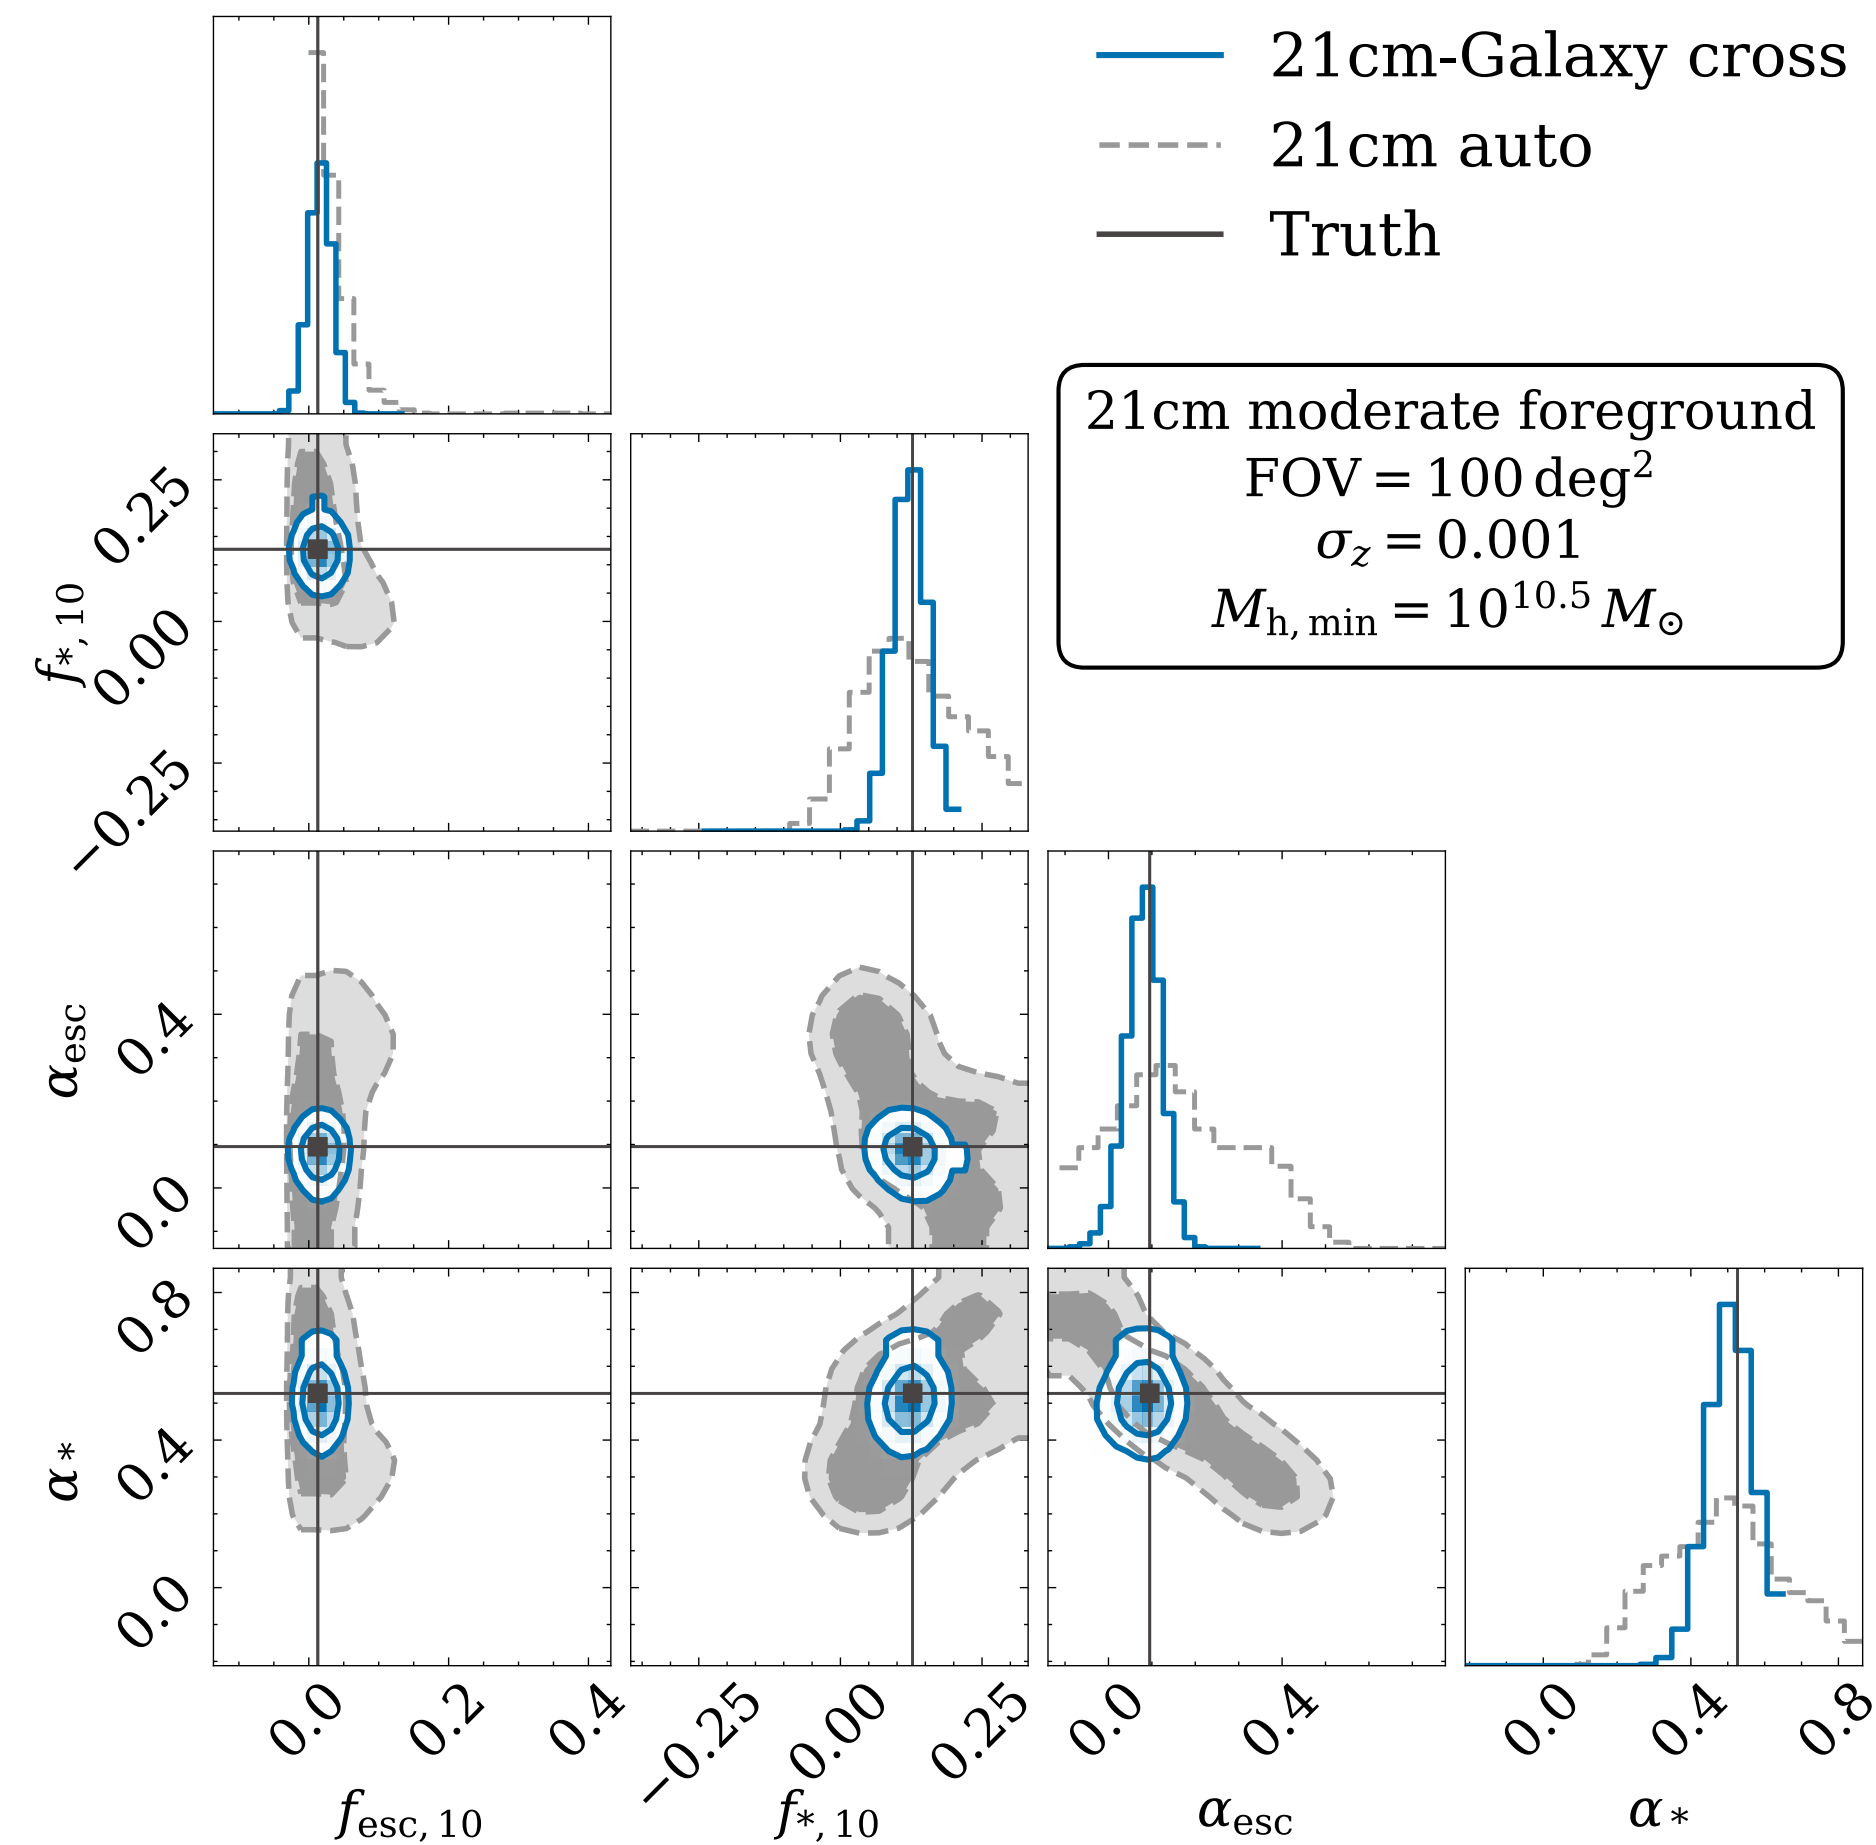 21cm-Galaxy cross
21cm auto
Truth
21cm moderate foreground
FOV = 100 deg²
σ_z = 0.001
M_h, min = 10^10.5 M_⊙
f_*, 10
0.25
0.00
−0.25
α_esc
0.4
0.0
α_*
0.8
0.4
0.0
0.0 0.2 0.4
−0.25 0.00 0.25
0.0 0.4
0.0 0.4 0.8
f_esc, 10
f_*, 10
α_esc
α_*